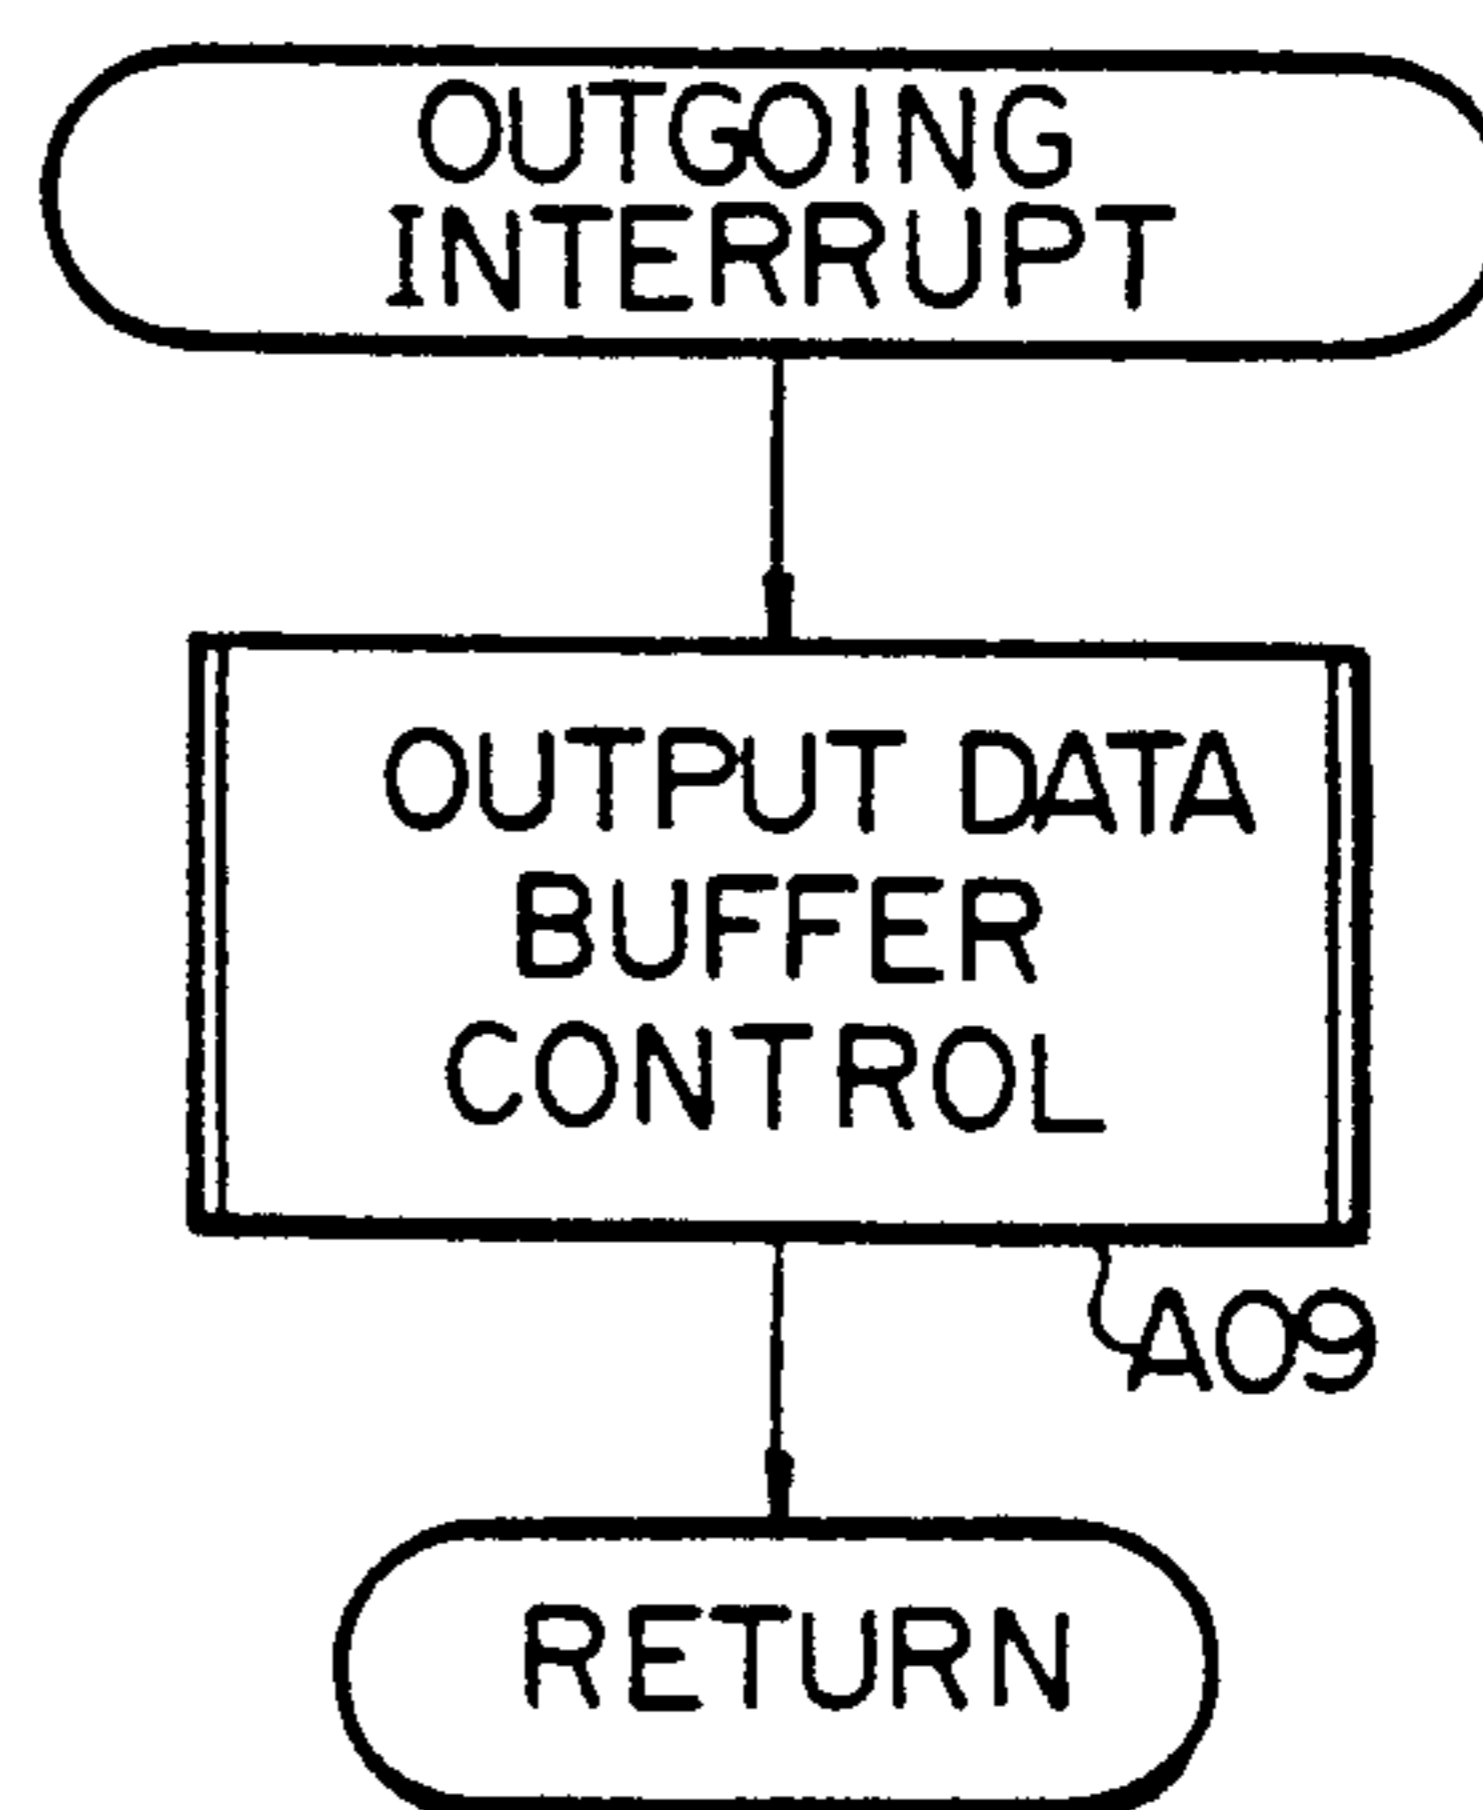 OUTGOING
INTERRUPT
OUTPUT DATA
BUFFER
CONTROL
A09
RETURN